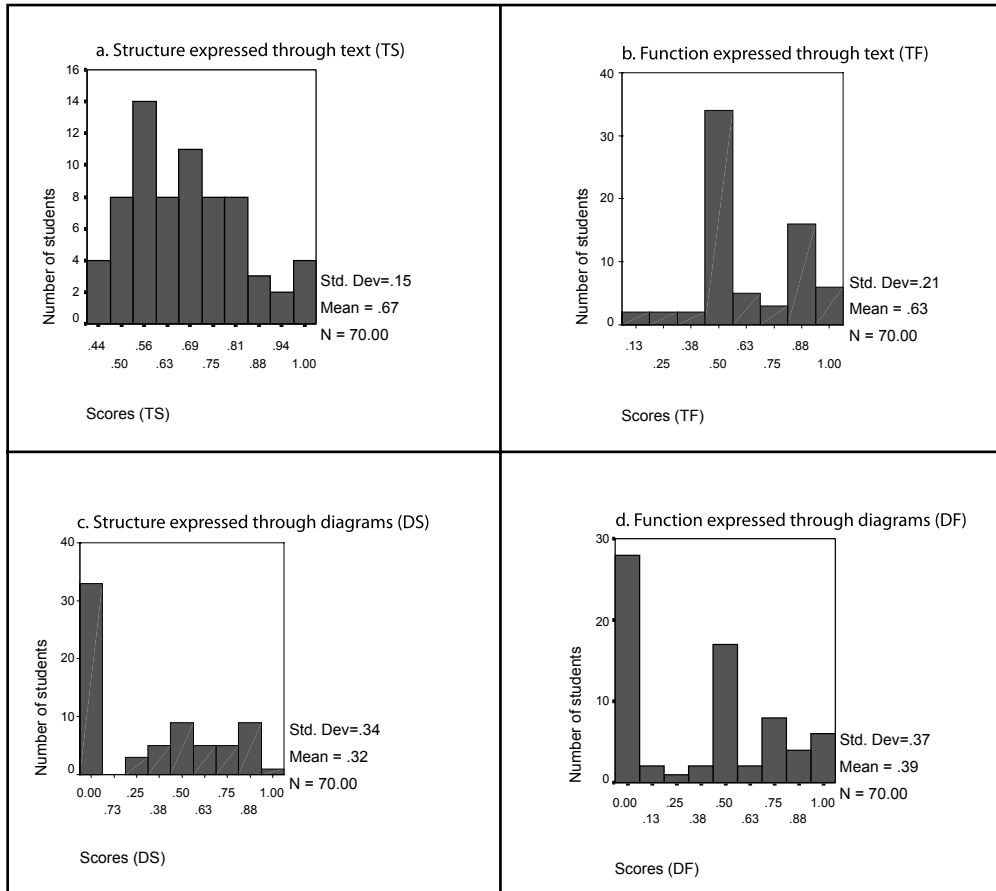 a. Structure expressed through text (TS)
16
14
12
10
8
6
4
2
0
Number of students
.44 .56 .69 .81 .94
.50 .63 .75 .88 1.00
Std. Dev=.15
Mean = .67
N = 70.00
Scores (TS)
b. Function expressed through text (TF)
40
30
20
10
0
Number of students
.13 .38 .63 .88
.25 .50 .75 1.00
Std. Dev=.21
Mean = .63
N = 70.00
Scores (TF)
c. Structure expressed through diagrams (DS)
40
30
20
10
0
Number of students
0.00 .25 .50 .75 1.00
.73 .38 .63 .88
Std. Dev=.34
Mean = .32
N = 70.00
Scores (DS)
d. Function expressed through diagrams (DF)
30
20
10
0
Number of students
0.00 .25 .50 .75 1.00
.13 .38 .63 .88
Std. Dev=.37
Mean = .39
N = 70.00
Scores (DF)